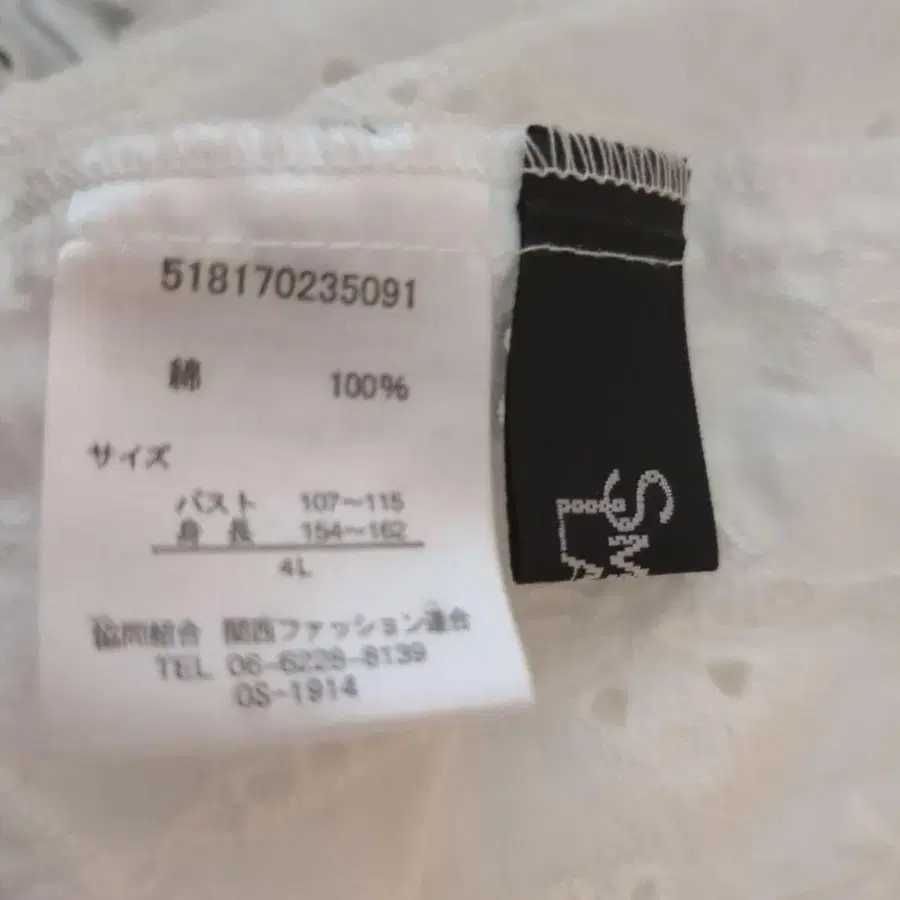 518170235091
綿 100%
サイズ
バスト 107~115
身長 154~162
4L
協同組合 関西ファッション連合
TEL 06-6228-8139
OS-1914